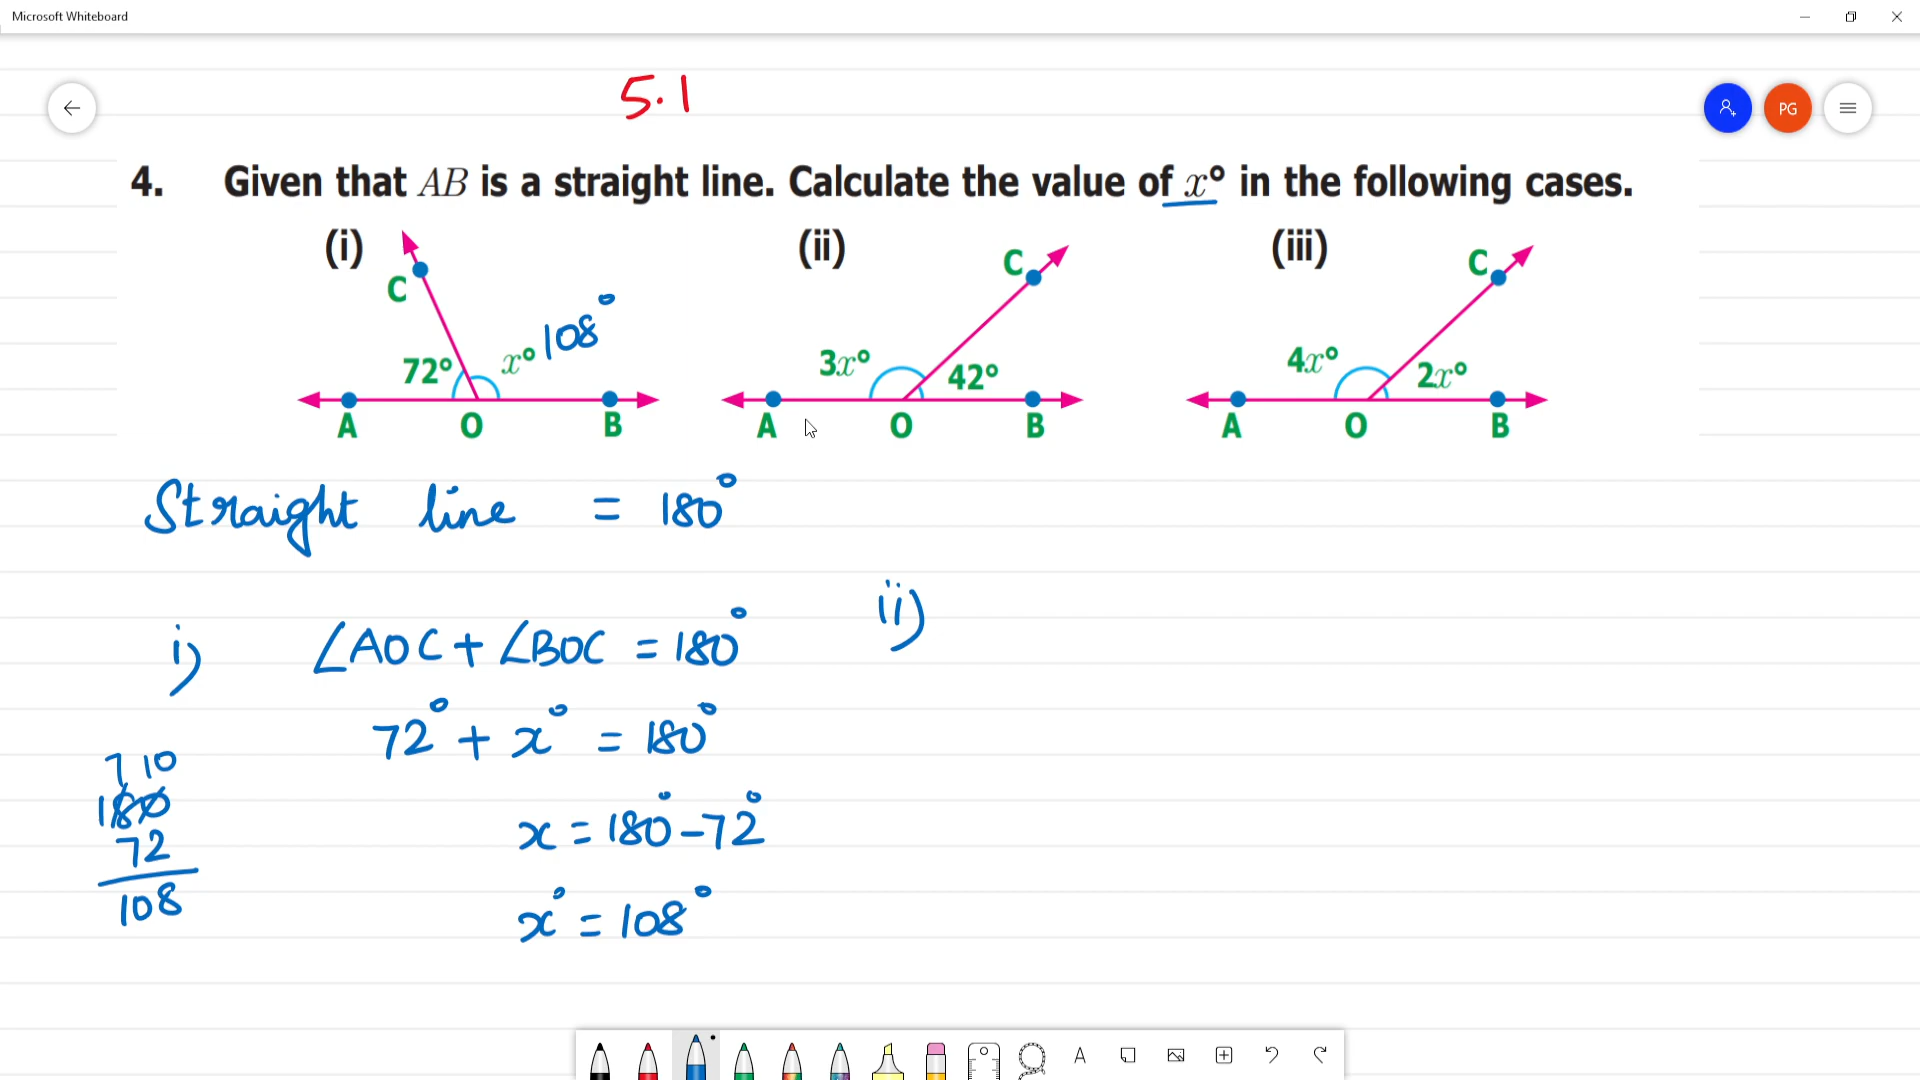 Microsoft Whiteboard
5.1
PG
4. Given that AB is a straight line. Calculate the value of x° in the following cases.
(i) (ii) (iii)
C C C
72° x° 108° 3x° 42° 4x° 2x°
A O B A O B A O B
Straight line = 180°
i) ∠AOC + ∠BOC = 180° ii)
72° + x° = 180°
7 10
180
72
108
x = 180° - 72°
x° = 108°
A